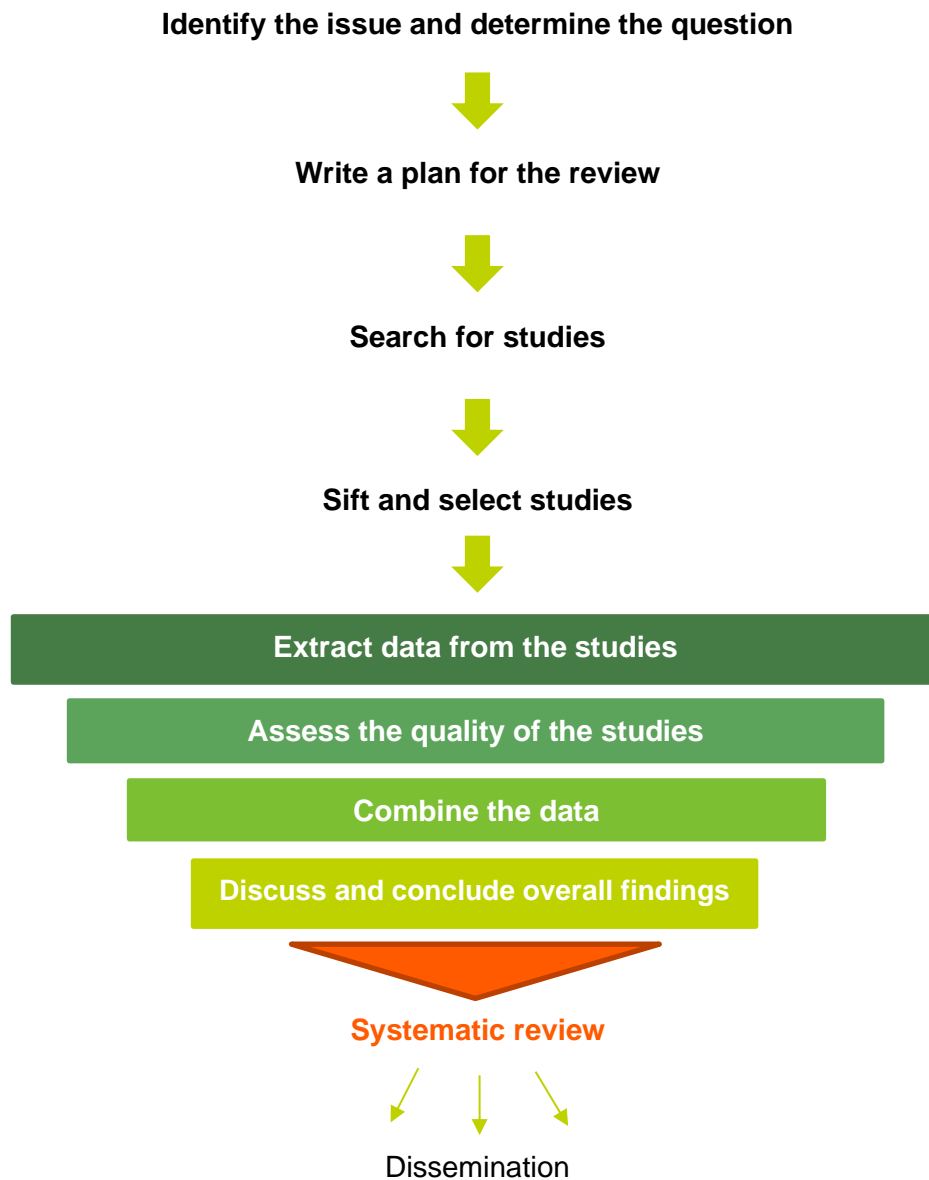 Identify the issue and determine the question
Write a plan for the review
Search for studies
Sift and select studies
Extract data from the studies
Assess the quality of the studies
Combine the data
Discuss and conclude overall findings
Systematic review
Dissemination